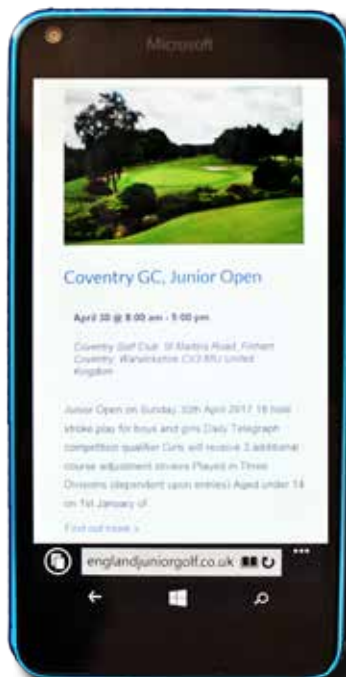 Microsoft
Coventry GC, Junior Open
April 30 @ 8:00 am - 5:00 pm
Coventry Golf Club, St Martins Road, Finham
Coventry, Warwickshire CV3 6RJ United
Kingdom
Junior Open on Sunday 30th April 2017 18 hole
stroke play for boys and girls Daily Telegraph
competition qualifier Girls will receive 2 additional
course adjustment strokes Played in Three
Divisions (dependent upon entries) Aged under 14
on 1st January of
Find out more »
englandjuniorgolf.co.uk